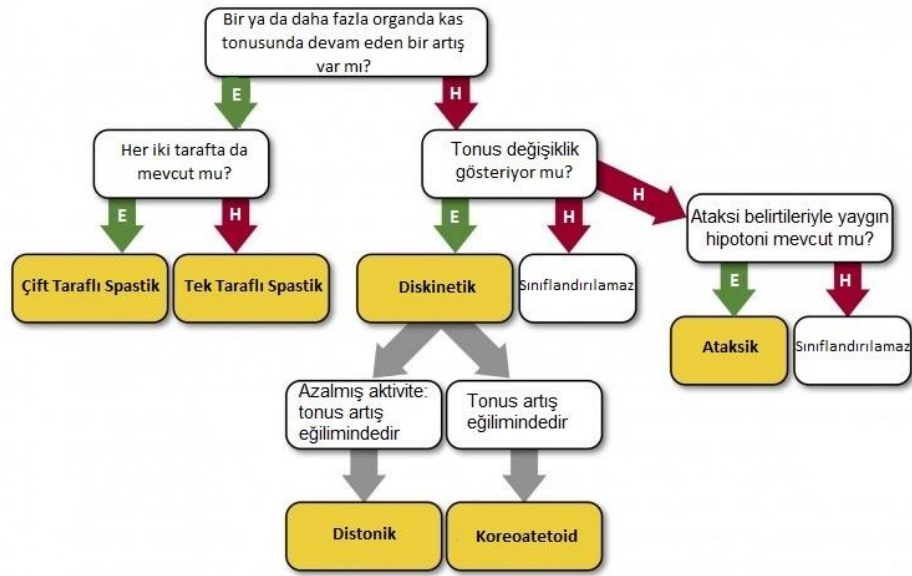 Bir ya da daha fazla organda kas
tonusunda devam eden bir artış
var mı?
E
H
Her iki tarafta da
mevcut mu?
Tonus değişiklik
gösteriyor mu?
E
H
E
H
H
Ataksi belirtileriyle yaygın
hipotoni mevcut mu?
Çift Taraflı Spastik
Tek Taraflı Spastik
Diskinetik
Sınıflandırılamaz
E
H
Ataksik
Sınıflandırılamaz
Azalmış aktivite:
tonus artış
eğilimindedir
Tonus artış
eğilimindedir
Distonik
Koreoatetoid